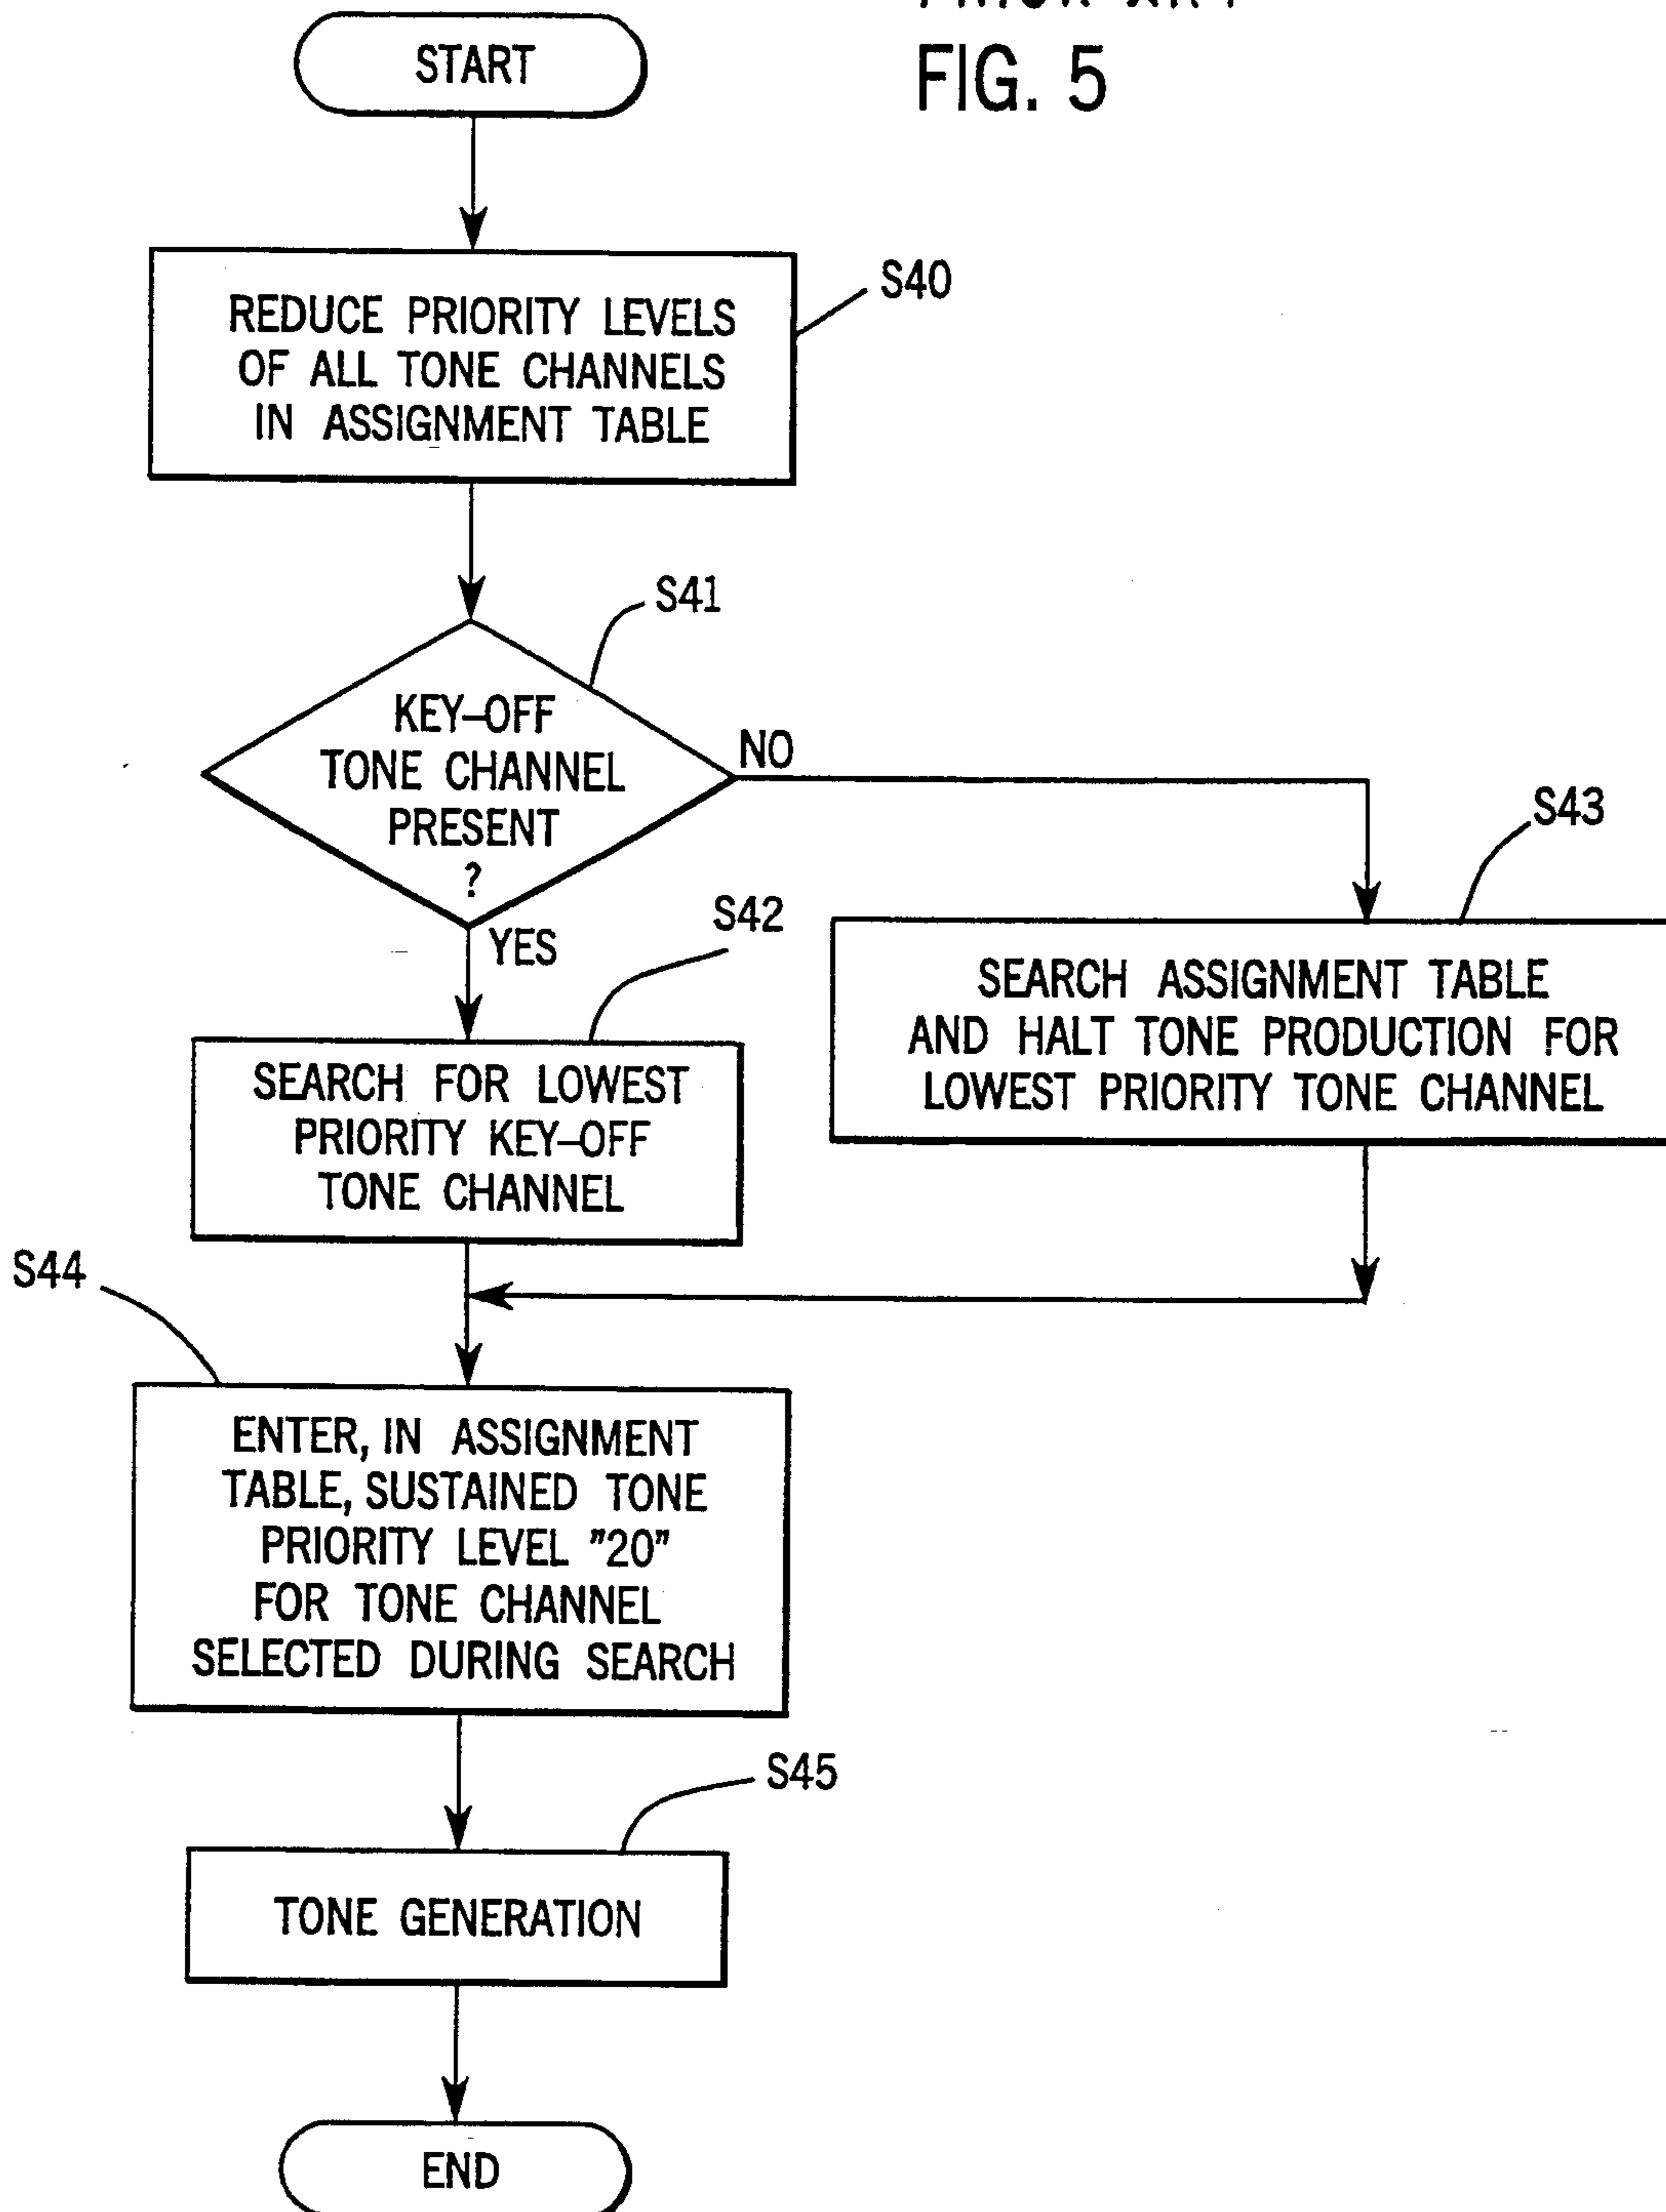 START
FIG. 5
S40
REDUCE PRIORITY LEVELS
OF ALL TONE CHANNELS
IN ASSIGNMENT TABLE
S41
KEY–OFF
TONE CHANNEL
PRESENT
?
NO
YES
S42
S43
SEARCH FOR LOWEST
PRIORITY KEY–OFF
TONE CHANNEL
SEARCH ASSIGNMENT TABLE
AND HALT TONE PRODUCTION FOR
LOWEST PRIORITY TONE CHANNEL
S44
ENTER, IN ASSIGNMENT
TABLE, SUSTAINED TONE
PRIORITY LEVEL "20"
FOR TONE CHANNEL
SELECTED DURING SEARCH
S45
TONE GENERATION
END